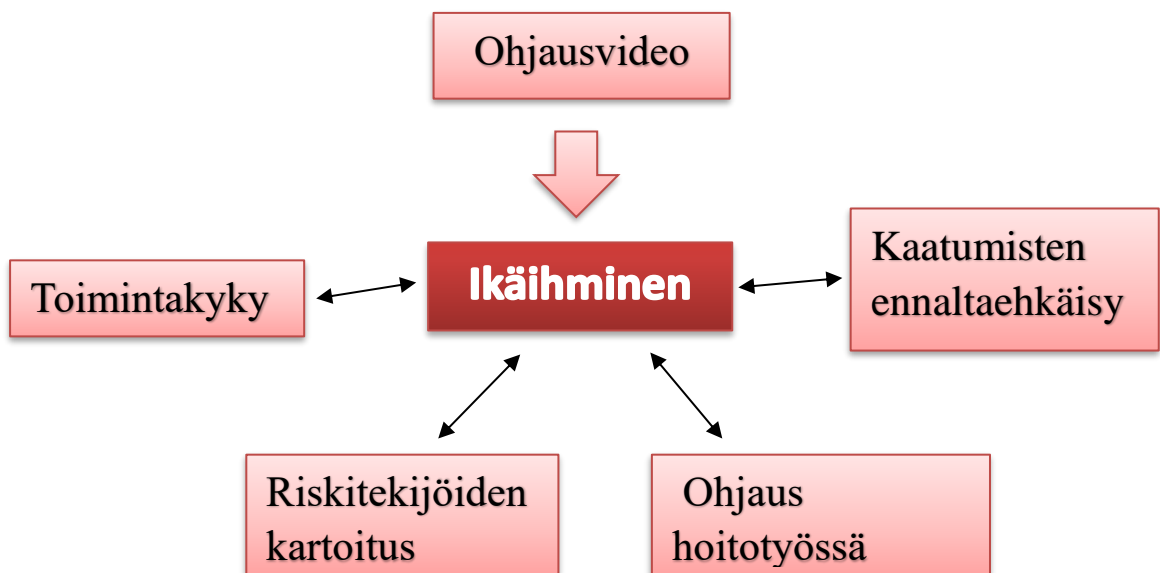 Ohjausvideo
Ikäihminen
Toimintakyky
Kaatumisten
ennaltaehkäisy
Riskitekijöiden
kartoitus
Ohjaus
hoitotyössä